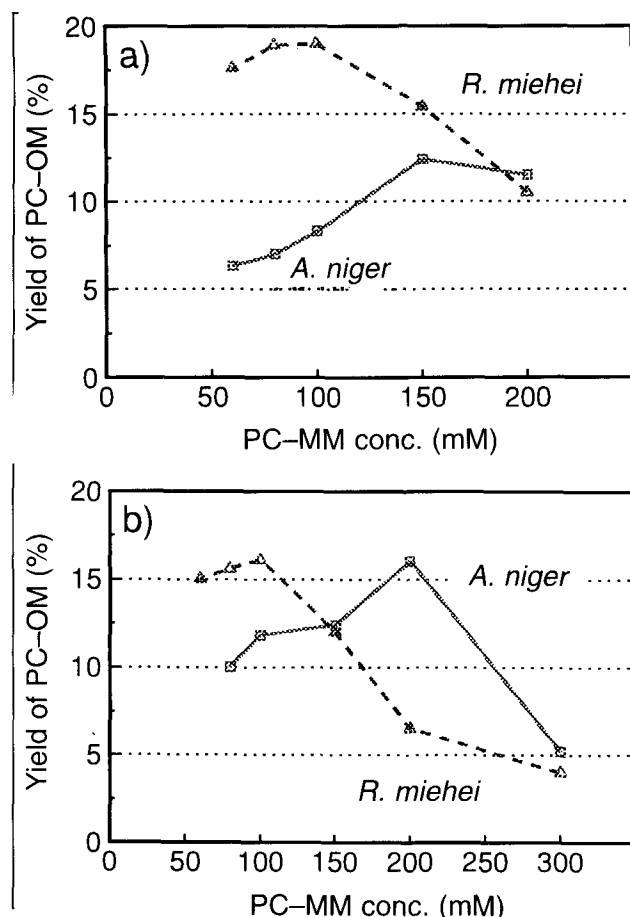 a)
Yield of PC–OM (%)
20
15
10
5
0
R. miehei
A. niger
0 50 100 150 200
PC–MM conc. (mM)
b)
Yield of PC–OM (%)
20
15
10
5
0
A. niger
R. miehei
0 50 100 150 200 250 300
PC–MM conc. (mM)